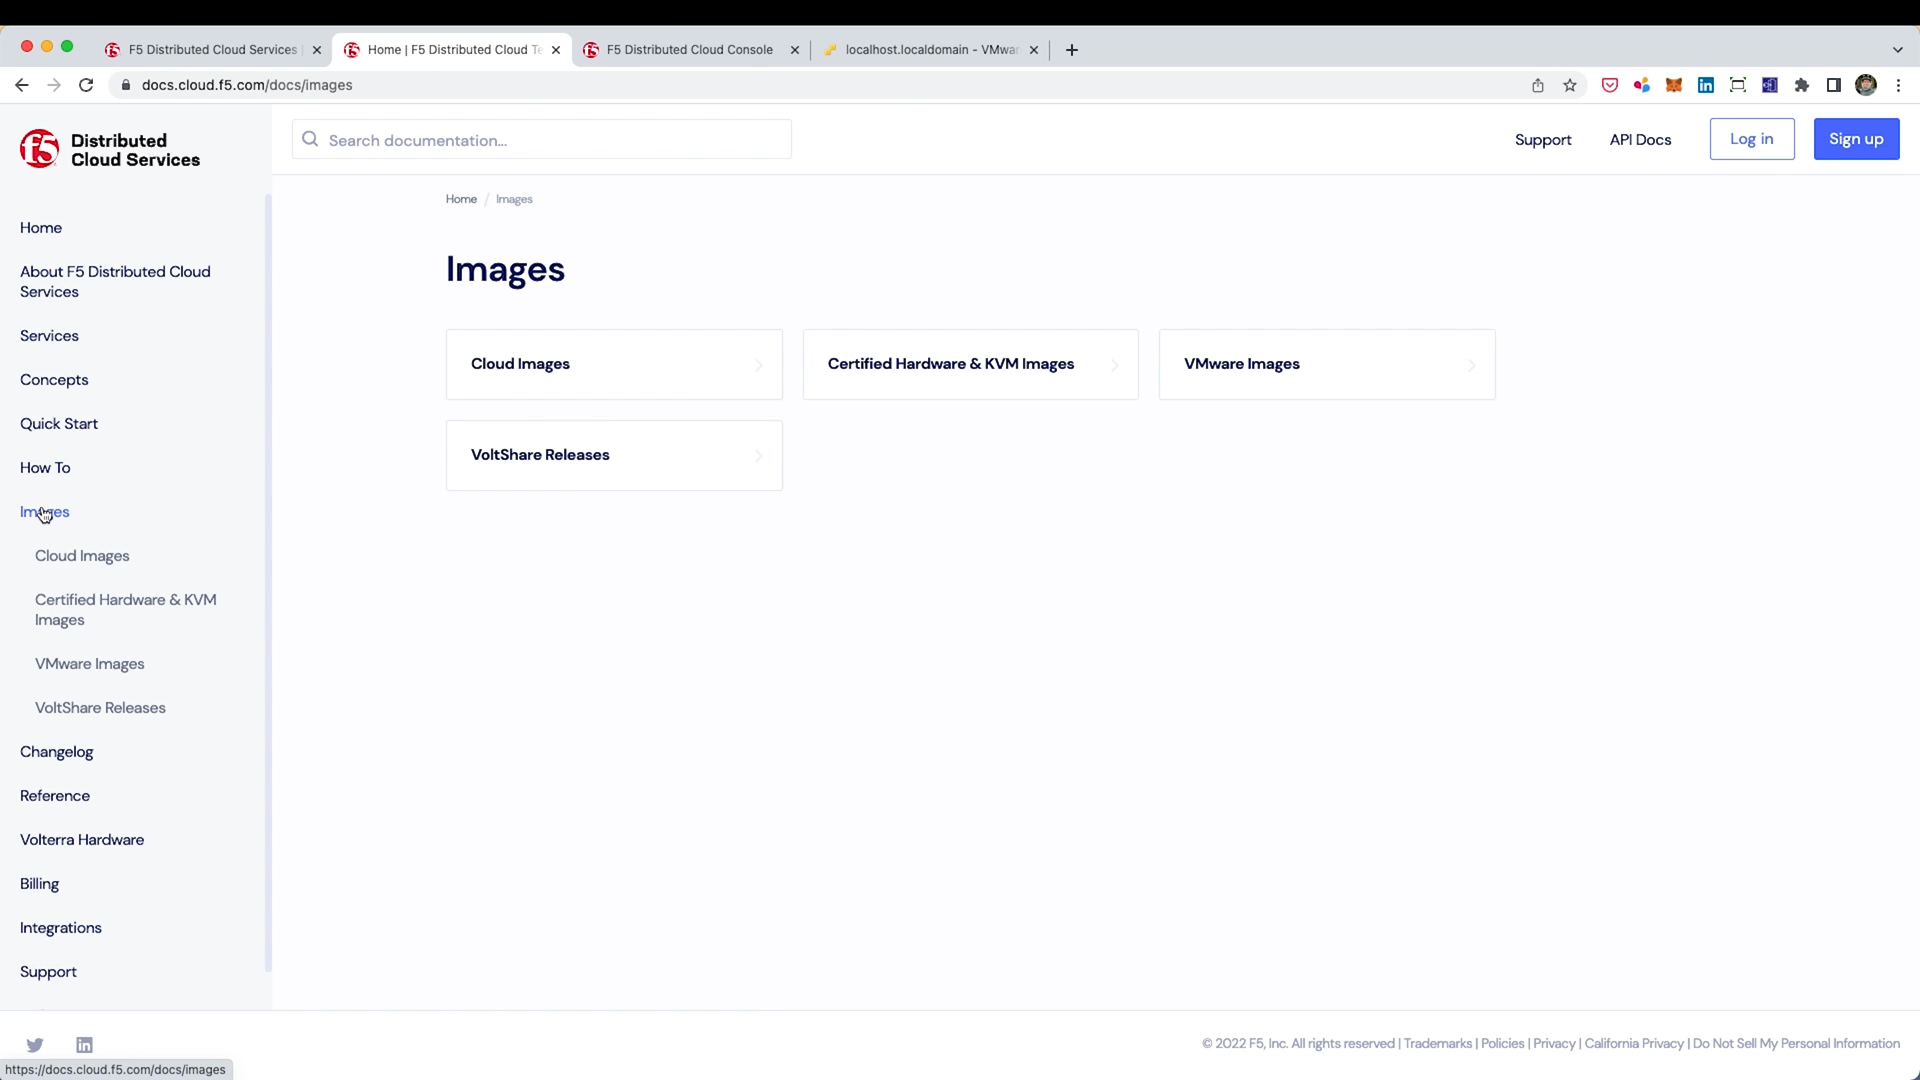 F5 Distributed Cloud Services
Home | F5 Distributed Cloud Te
F5 Distributed Cloud Console
localhost.localdomain - VMwar
docs.cloud.f5.com/docs/images
f5
Distributed
Cloud Services
Search documentation...
Support
API Docs
Log in
Sign up
Home
About F5 Distributed Cloud
Services
Services
Concepts
Quick Start
How To
Images
Cloud Images
Certified Hardware & KVM
Images
VMware Images
VoltShare Releases
Changelog
Reference
Volterra Hardware
Billing
Integrations
Support
Home / Images
Images
Cloud Images
Certified Hardware & KVM Images
VMware Images
VoltShare Releases
© 2022 F5, Inc. All rights reserved | Trademarks | Policies | Privacy | California Privacy | Do Not Sell My Personal Information
https://docs.cloud.f5.com/docs/images